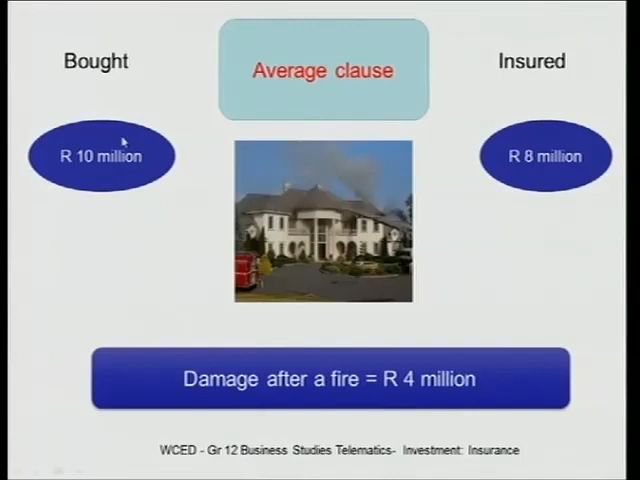 Bought
Average clause
Insured
R 10 million
R 8 million
Damage after a fire = R 4 million
WCED - Gr 12 Business Studies Telematics- Investment: Insurance